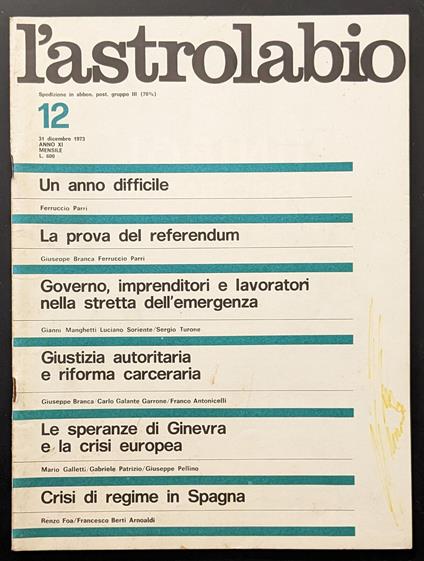 l'astrolabio
Spedizione in abbon. post. gruppo III (70%)
12
31 dicembre 1973
ANNO XI
MENSILE
L. 600
Un anno difficile
Ferruccio Parri
La prova del referendum
Giuseppe Branca Ferruccio Parri
Governo, imprenditori e lavoratori
nella stretta dell'emergenza
Gianni Manghetti Luciano Soriente/Sergio Turone
Giustizia autoritaria
e riforma carceraria
Giuseppe Branca/Carlo Galante Garrone/Franco Antonicelli
Le speranze di Ginevra
e la crisi europea
Mario Galletti/Gabriele Patrizio/Giuseppe Pellino
Crisi di regime in Spagna
Renzo Foa/Francesco Berti Arnoaldi